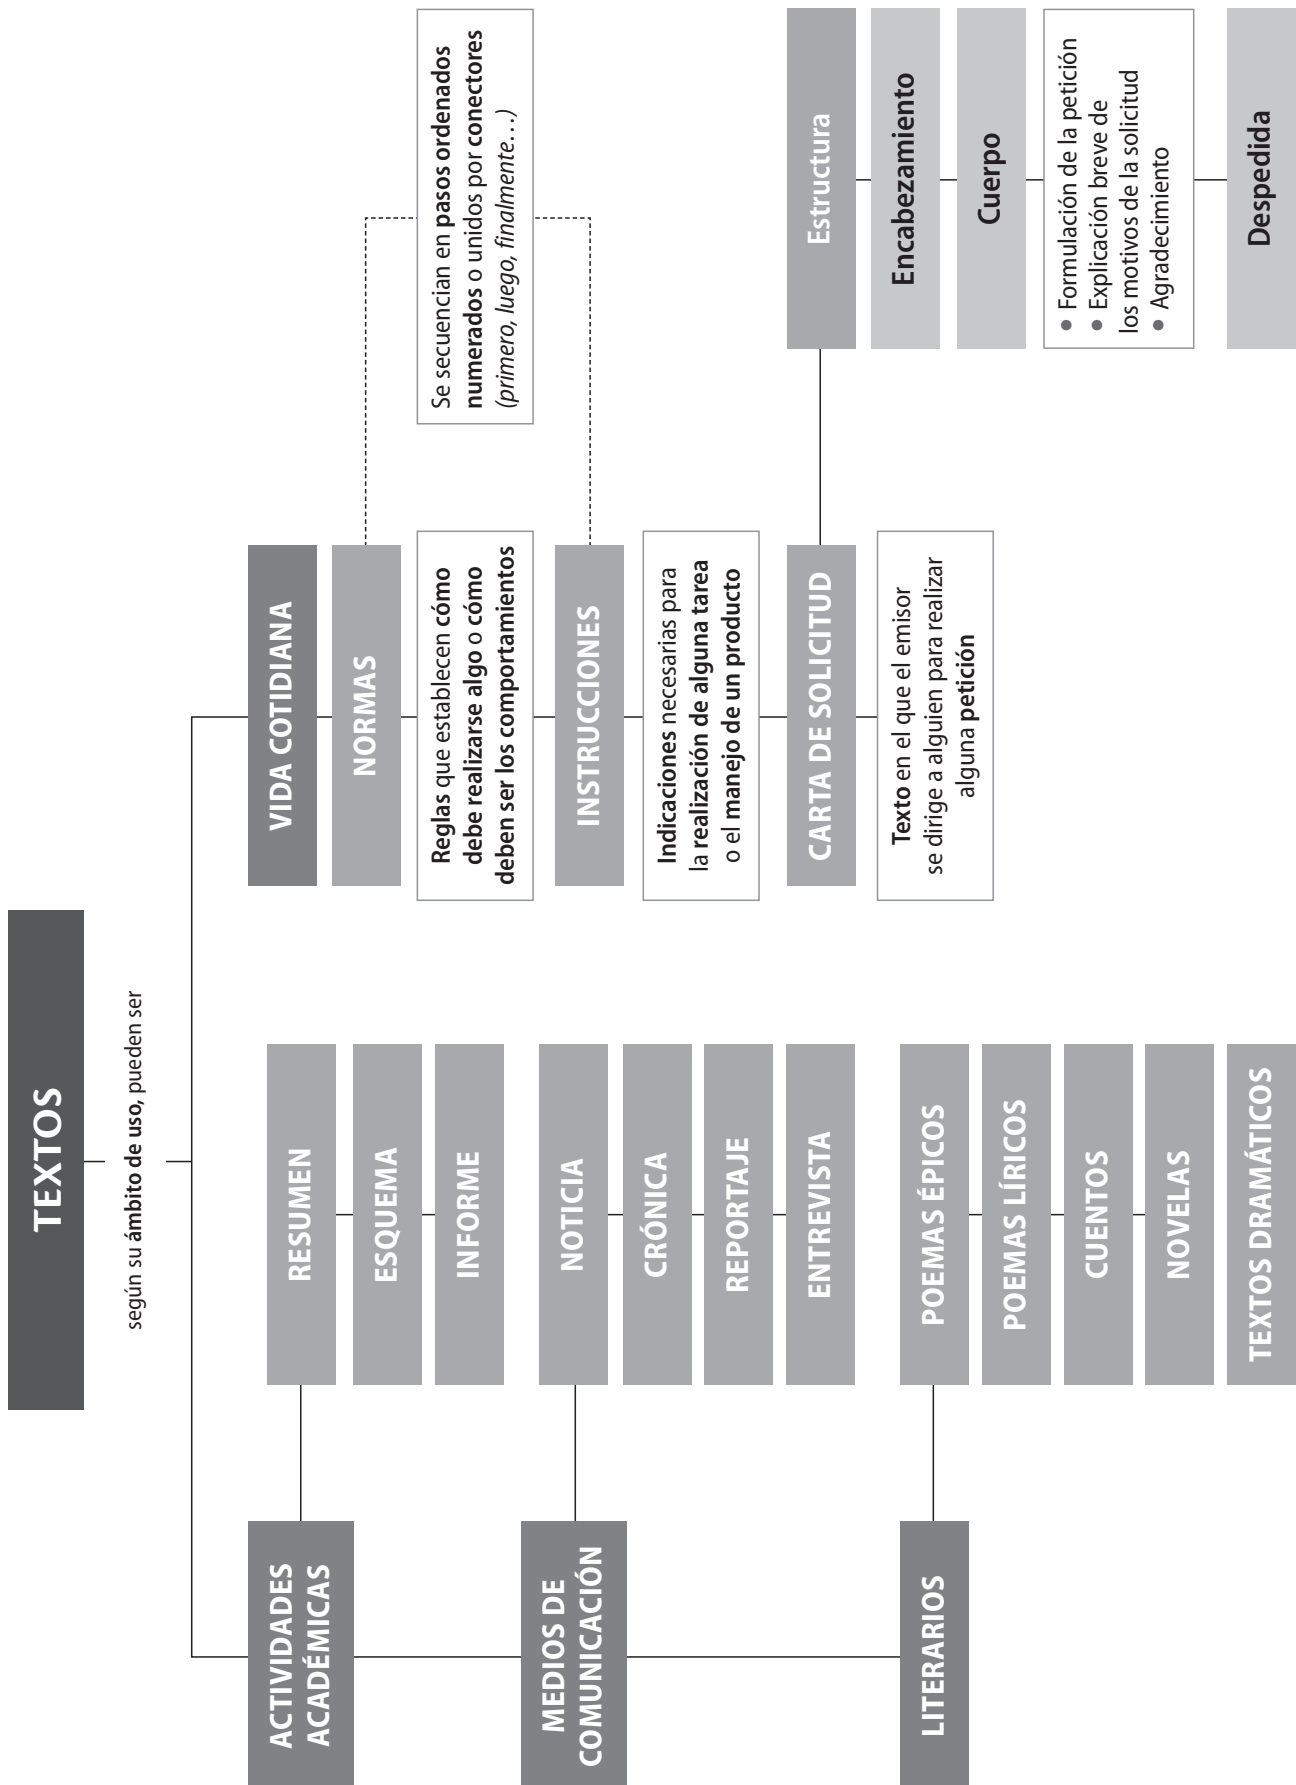 TEXTOS
según su ámbito de uso, pueden ser
ACTIVIDADES
ACADÉMICAS
RESUMEN
ESQUEMA
INFORME
MEDIOS DE
COMUNICACIÓN
NOTICIA
CRÓNICA
REPORTAJE
ENTREVISTA
LITERARIOS
POEMAS ÉPICOS
POEMAS LÍRICOS
CUENTOS
NOVELAS
TEXTOS DRAMÁTICOS
VIDA COTIDIANA
NORMAS
Reglas que establecen cómo
debe realizarse algo o cómo
deben ser los comportamientos
INSTRUCCIONES
Indicaciones necesarias para
la realización de alguna tarea
o el manejo de un producto
CARTA DE SOLICITUD
Texto en el que el emisor
se dirige a alguien para realizar
alguna petición
Se secuencian en pasos ordenados
numerados o unidos por conectores
(primero, luego, finalmente…)
Estructura
Encabezamiento
Cuerpo
● Formulación de la petición
● Explicación breve de
los motivos de la solicitud
● Agradecimiento
Despedida